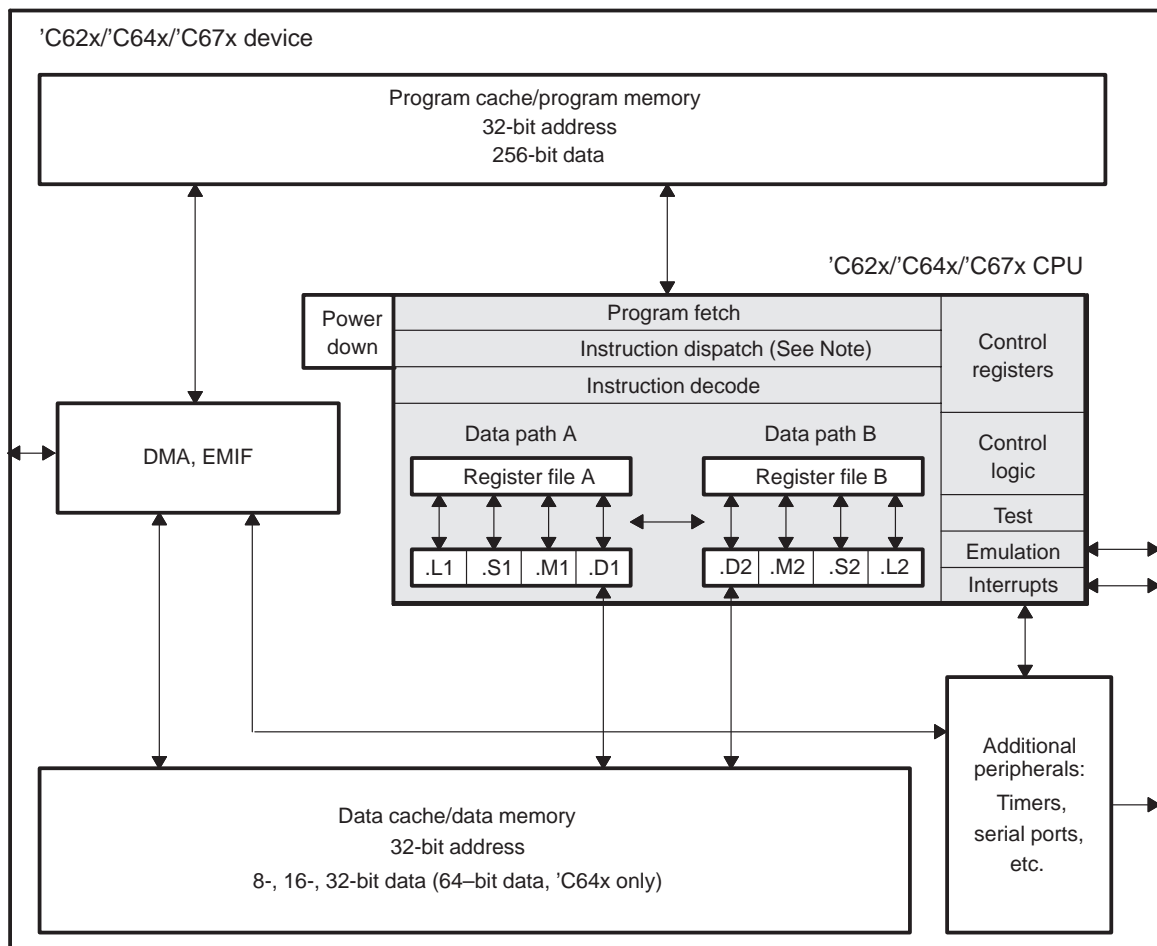 ’C62x/’C64x/’C67x device
Program cache/program memory
32-bit address
256-bit data
’C62x/’C64x/’C67x CPU
Power
down
Program fetch
Instruction dispatch (See Note)
Instruction decode
Control
registers
Data path A
Data path B
Register file A
Register file B
Control
logic
DMA, EMIF
Test
Emulation
Interrupts
.L1 .S1 .M1 .D1
.D2 .M2 .S2 .L2
Additional
peripherals:
Timers,
serial ports,
etc.
Data cache/data memory
32-bit address
8-, 16-, 32-bit data (64–bit data, ’C64x only)